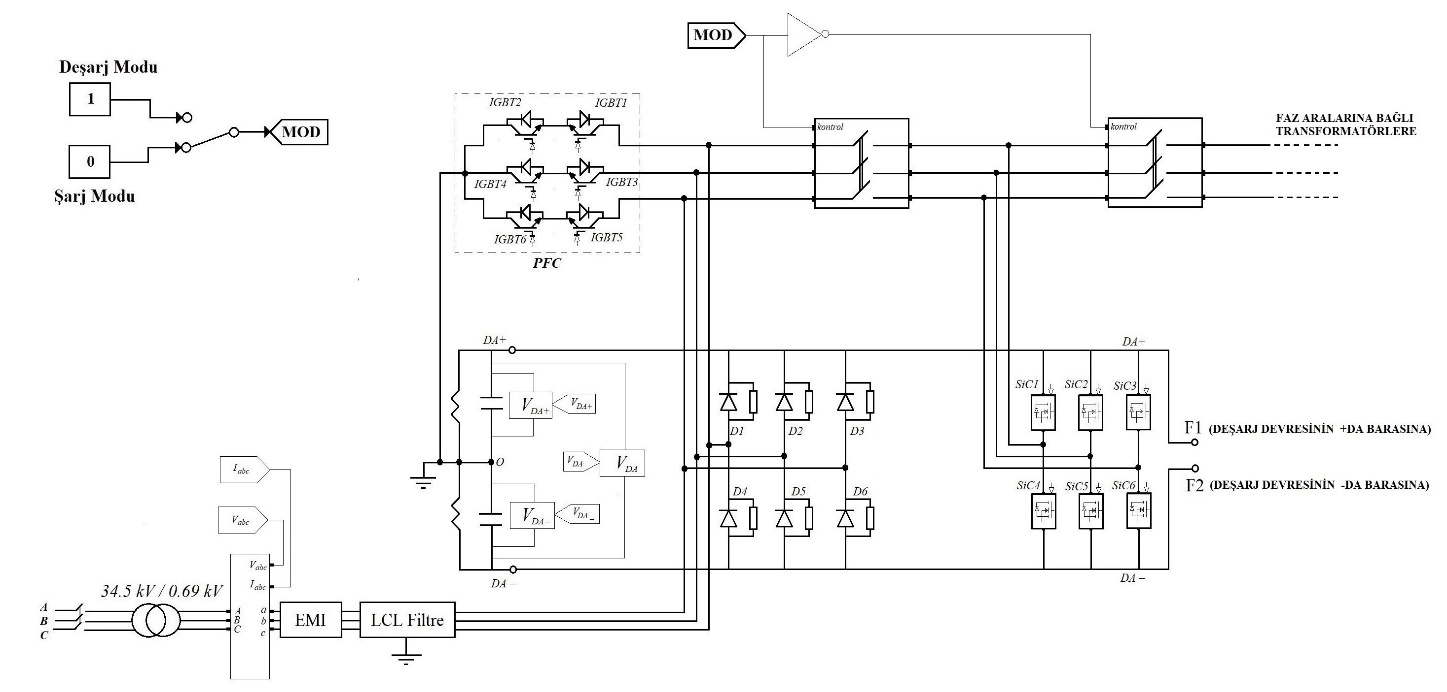 MOD
Deşarj Modu
1
MOD
0
Şarj Modu
IGBT2
IGBT1
IGBT4
IGBT3
IGBT6
IGBT5
PFC
kontrol
kontrol
FAZ ARALARINA BAĞLI
TRANSFORMATÖRLERE
DA+
DA+
V_DA+
V_DA+
O
V_DA
V_DA
V_DA-
V_DA-
DA-
DA-
D1
D2
D3
D4
D5
D6
SiC1
SiC2
SiC3
SiC4
SiC5
SiC6
F1 (DEŞARJ DEVRESİNİN +DA BARASINA)
F2 (DEŞARJ DEVRESİNİN -DA BARASINA)
I_abc
V_abc
V_abc
I_abc
34.5 kV / 0.69 kV
A
B
C
A
B
C
a
b
c
EMI
LCL Filtre